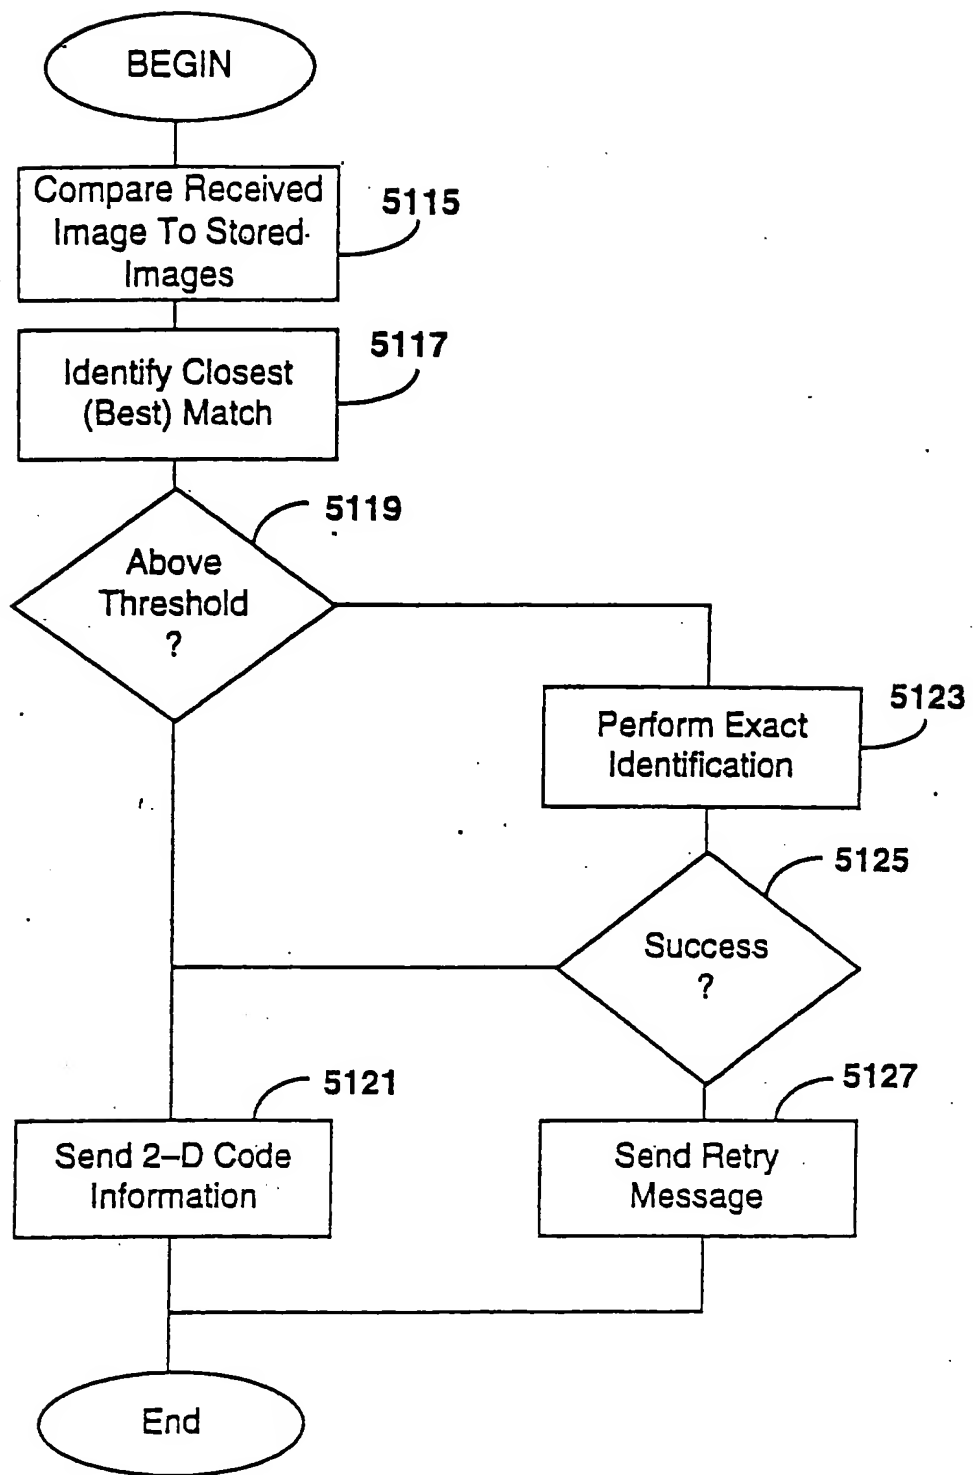 BEGIN
Compare Received
Image To Stored
Images
5115
Identify Closest
(Best) Match
5117
Above
Threshold
?
5119
Perform Exact
Identification
5123
Success
?
5125
Send 2–D Code
Information
5121
Send Retry
Message
5127
End